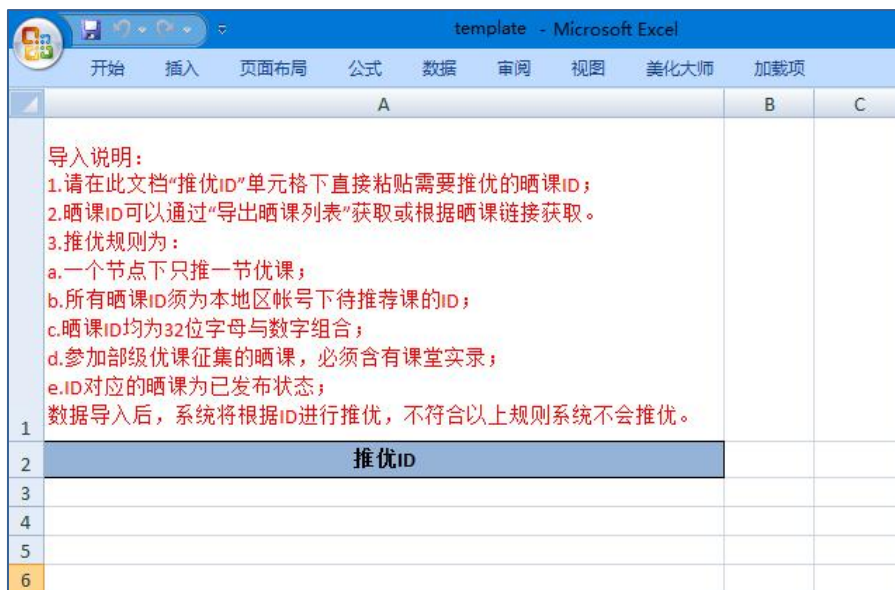 template - Microsoft Excel
开始 插入 页面布局 公式 数据 审阅 视图 美化大师 加载项
A B C
导入说明：
1.请在此文档“推优ID”单元格下直接粘贴需要推优的晒课ID；
2.晒课ID可以通过“导出晒课列表”获取或根据晒课链接获取。
3.推优规则为：
a.一个节点下只推一节优课；
b.所有晒课ID须为本地区帐号下待推荐课的ID；
c.晒课ID均为32位字母与数字组合；
d.参加部级优课征集的晒课，必须含有课堂实录；
e.ID对应的晒课为已发布状态；
数据导入后，系统将根据ID进行推优，不符合以上规则系统不会推优。
1
2 推优ID
3
4
5
6